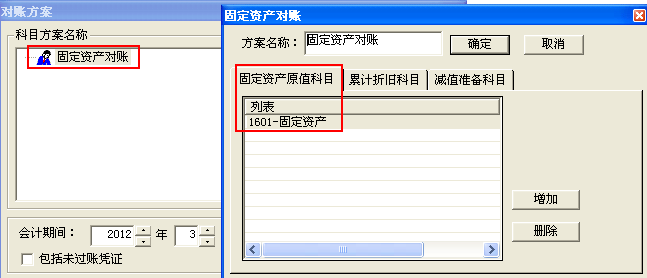 对账方案
科目方案名称
固定资产对账
会计期间：
2012
年
3
包括未过账凭证
固定资产对账
方案名称：
固定资产对账
确定
取消
固定资产原值科目
累计折旧科目
减值准备科目
列表
1601-固定资产
增加
删除